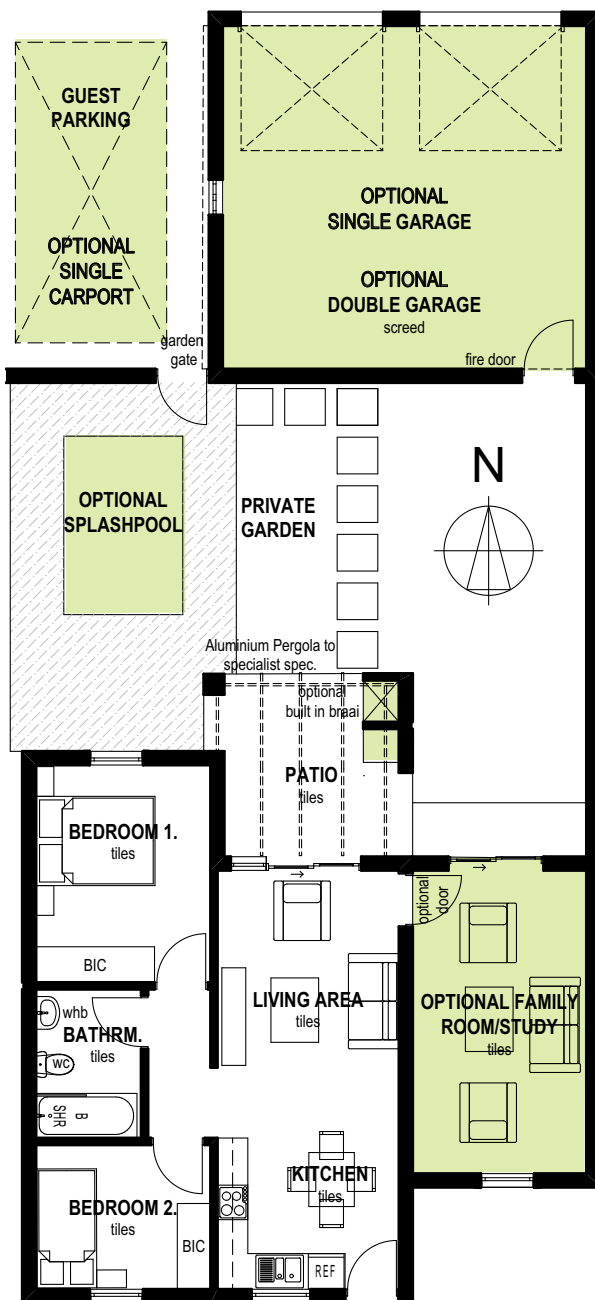 GUEST
PARKING
OPTIONAL
SINGLE
CARPORT
OPTIONAL
SINGLE GARAGE
OPTIONAL
DOUBLE GARAGE
screed
garden
gate
fire door
OPTIONAL
SPLASHPOOL
PRIVATE
GARDEN
N
Aluminium Pergola to
specialist spec.
optional
built in braai
PATIO
tiles
BEDROOM 1.
tiles
BIC
optional
door
LIVING AREA
tiles
OPTIONAL FAMILY
ROOM/STUDY
tiles
whb
BATHRM.
tiles
WC
B
SHR
KITCHEN
tiles
BEDROOM 2.
tiles
BIC
REF